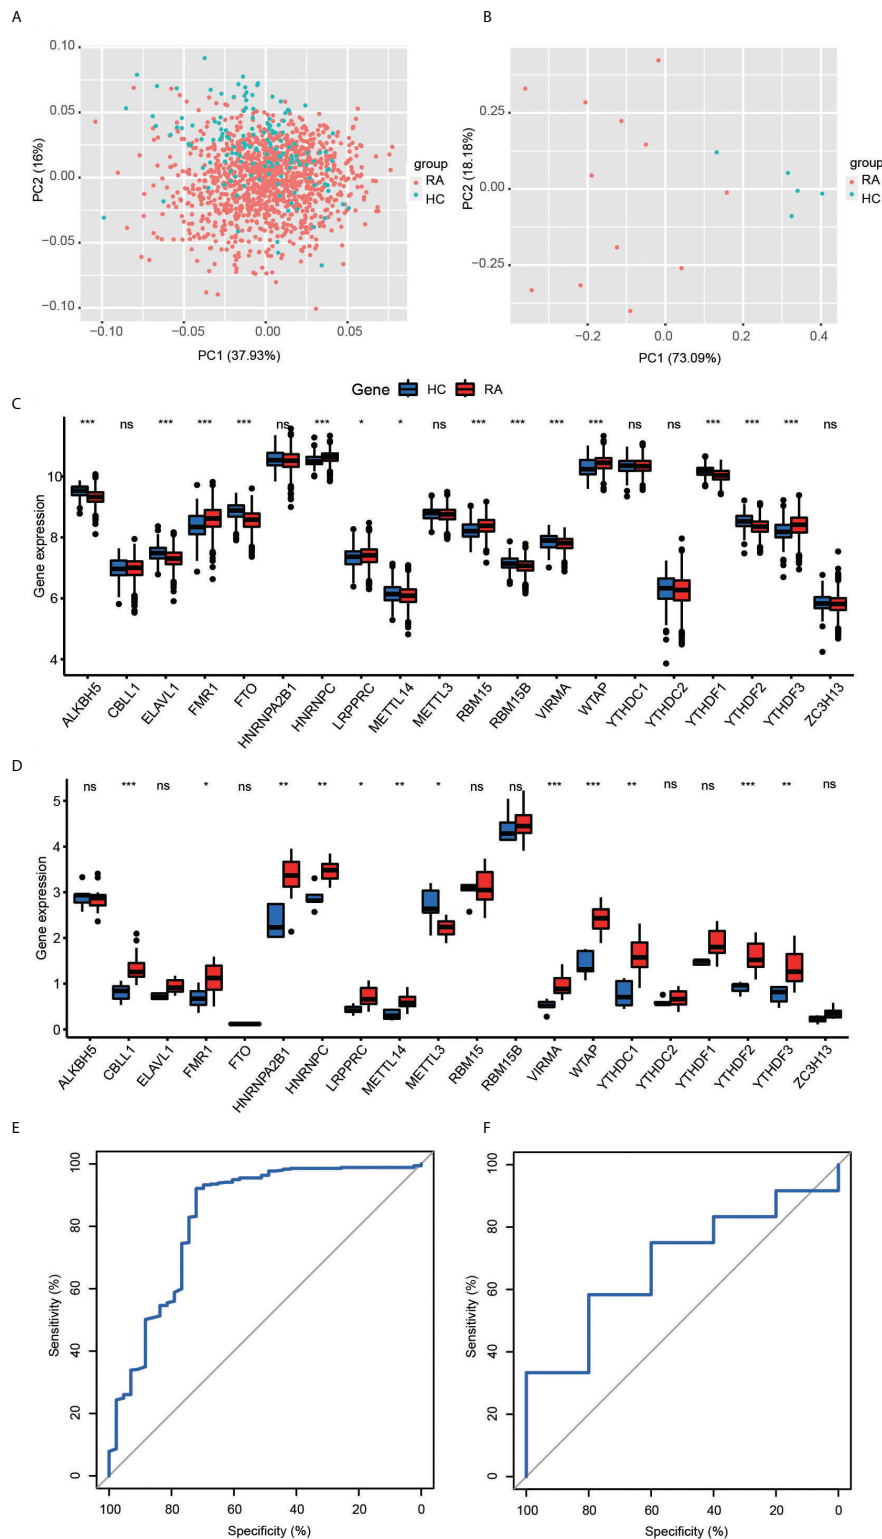 A
B
0.10
0.05
0.00
−0.05
−0.10
PC2 (16%)
−0.10
−0.05
0.00
0.05
PC1 (37.93%)
group
RA
HC
0.25
0.00
−0.25
PC2 (18.18%)
−0.2
0.0
0.2
0.4
PC1 (73.09%)
group
RA
HC
Gene HC RA
C
*** ns *** *** *** ns *** * * ns *** *** *** *** ns ns *** *** *** ns
10
8
6
4
Gene expression
ALKBH5 CBLL1 ELAVL1 FMR1 FTO HNRNPA2B1 HNRNPC LRPPRC METTL14 METTL3 RBM15 RBM15B VIRMA WTAP YTHDC1 YTHDC2 YTHDF1 YTHDF2 YTHDF3 ZC3H13
D
ns *** ns * ns ** ** * ** * ns ns *** *** ** ns ns *** ** ns
5
4
3
2
1
0
Gene expression
ALKBH5 CBLL1 ELAVL1 FMR1 FTO HNRNPA2B1 HNRNPC LRPPRC METTL14 METTL3 RBM15 RBM15B VIRMA WTAP YTHDC1 YTHDC2 YTHDF1 YTHDF2 YTHDF3 ZC3H13
E
F
100
80
60
40
20
0
Sensitivity (%)
100 80 60 40 20 0
Specificity (%)
100
80
60
40
20
0
Sensitivity (%)
100 80 60 40 20 0
Specificity (%)